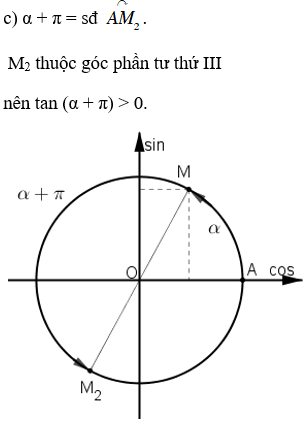 c) α + π = sđ AM₂.
M₂ thuộc góc phần tư thứ III
nên tan (α + π) > 0.
sin
M
α + π
α
O
A cos
M₂